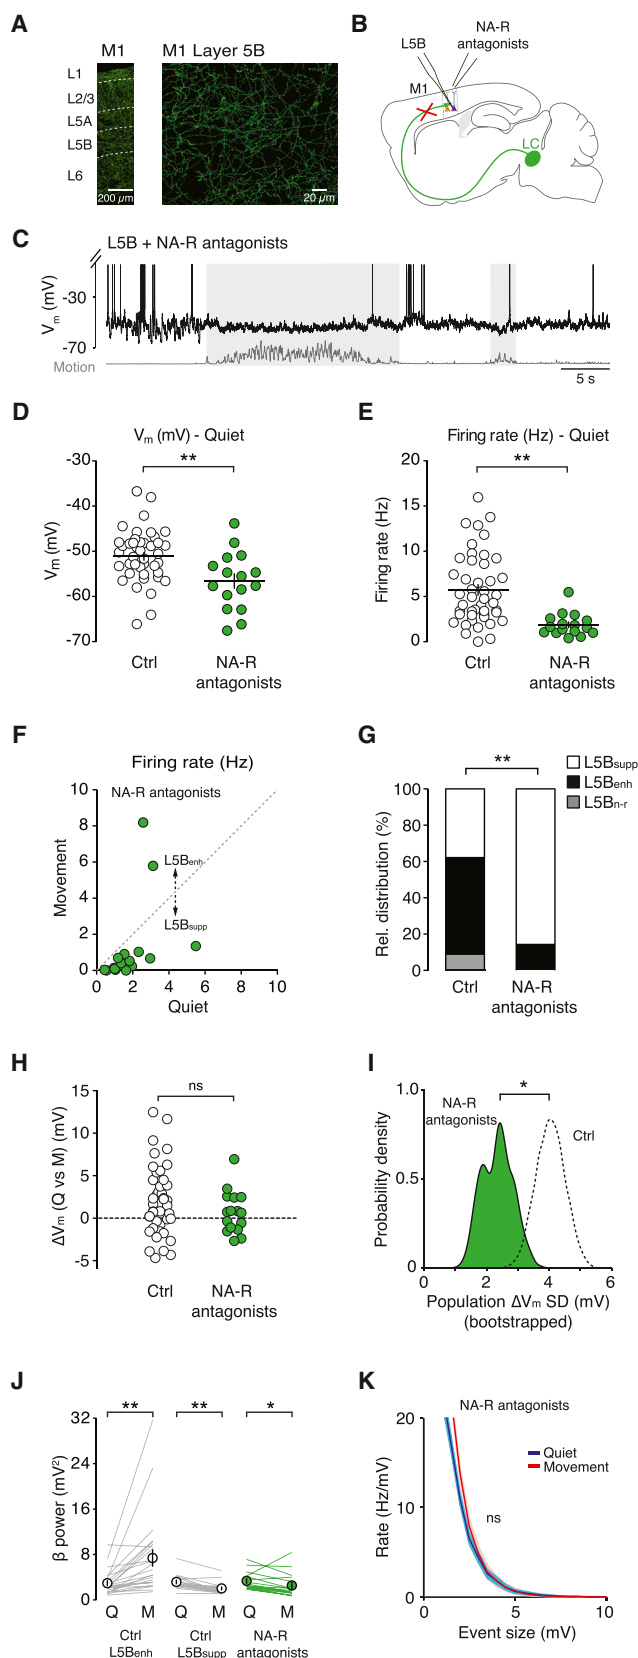 A
M1
M1 Layer 5B
L1
L2/3
L5A
L5B
L6
200 µm
20 µm
B
NA-R
antagonists
L5B
M1
LC
C
L5B + NA-R antagonists
Vm (mV)
-30
-70
Motion
5 s
D
Vm (mV) - Quiet
**
Vm (mV)
-30
-40
-50
-60
-70
Ctrl
NA-R
antagonists
E
Firing rate (Hz) - Quiet
**
Firing rate (Hz)
20
15
10
5
0
Ctrl
NA-R
antagonists
F
Firing rate (Hz)
NA-R antagonists
Movement
10
8
6
4
2
0
L5Benh
L5Bsupp
0 2 4 6 8 10
Quiet
G
**
L5Bsupp
L5Benh
L5Bn-r
Rel. distribution (%)
100
80
60
40
20
0
Ctrl
NA-R
antagonists
H
ns
ΔVm (Q vs M) (mV)
15
10
5
0
-5
Ctrl
NA-R
antagonists
I
*
NA-R
antagonists
Ctrl
Probability density
1.0
0.5
0
0 2 4 6
Population ΔVm SD (mV)
(bootstrapped)
J
** ** *
β power (mV2)
32
24
16
8
0
Q M Q M Q M
Ctrl
L5Benh
Ctrl
L5Bsupp
NA-R
antagonists
K
NA-R antagonists
Quiet
Movement
ns
Rate (Hz/mV)
20
10
0
0 5 10
Event size (mV)